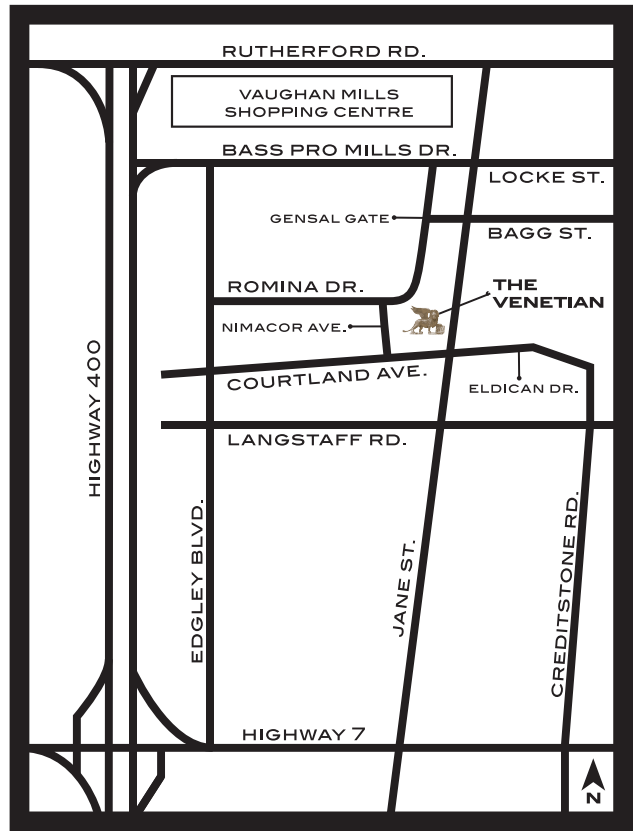 RUTHERFORD RD.
VAUGHAN MILLS
SHOPPING CENTRE
BASS PRO MILLS DR.
LOCKE ST.
GENSAL GATE
BAGG ST.
ROMINA DR.
THE
VENETIAN
NIMACOR AVE.
COURTLAND AVE.
ELDICAN DR.
HIGHWAY 400
LANGSTAFF RD.
EDGLEY BLVD.
JANE ST.
CREDITSTONE RD.
HIGHWAY 7
N